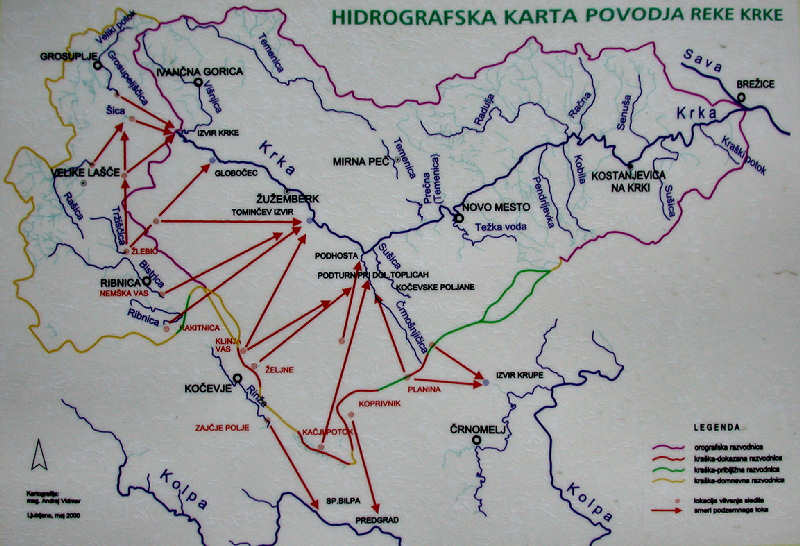 HIDROGRAFSKA KARTA POVODJA REKE KRKE
Veliki potok
GROSUPLJE
Grosupeljščica
IVANČNA GORICA
Višnjica
Temenica
Šica
IZVIR KRKE
Krka
VELIKE LAŠČE
Rašica
Tržiščica
GLOBOČEC
ŽUŽEMBERK
TOMINČEV IZVIR
MIRNA PEČ
Temenica
Prečna
(Temenica)
Radulja
Račna
Senuša
Sava
BREŽICE
Krka
Krški potok
KOSTANJEVICA
NA KRKI
Sušica
Kobila
Pendirjevka
NOVO MESTO
Težka voda
ŽLEBIČ
Bistrica
RIBNICA
NEMŠKA VAS
Ribnica
RAKITNICA
PODHOSTA
PODTURN PRI DOL. TOPLICAH
Sušica
KOČEVSKE POLJANE
Črmošnjičica
KLINJA
VAS
ŽELJNE
KOČEVJE
Rinža
ZAJČJE POLJE
KAČJI POTOK
KOPRIVNIK
PLANINA
IZVIR KRUPE
ČRNOMELJ
Kolpa
SP.BILPA
PREDGRAD
Kolpa
Kartografija:
mag. Andrej Vidmar
Ljubljana, maj 2000
LEGENDA
orografska razvodnica
kraška-dokazana razvodnica
kraška-približna razvodnica
kraška-domnevna razvodnica
lokacija vlivanja sledila
smeri podzemnega toka